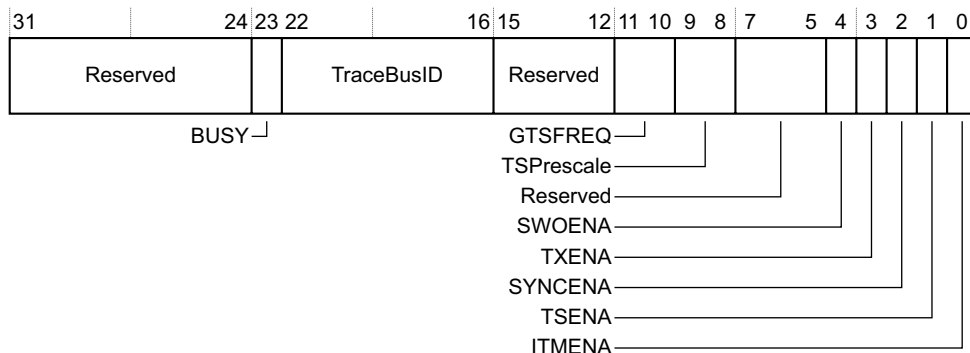 31 24 23 22 16 15 12 11 10 9 8 7 5 4 3 2 1 0
Reserved TraceBusID Reserved
BUSY GTSFREQ
TSPrescale
Reserved
SWOENA
TXENA
SYNCENA
TSENA
ITMENA